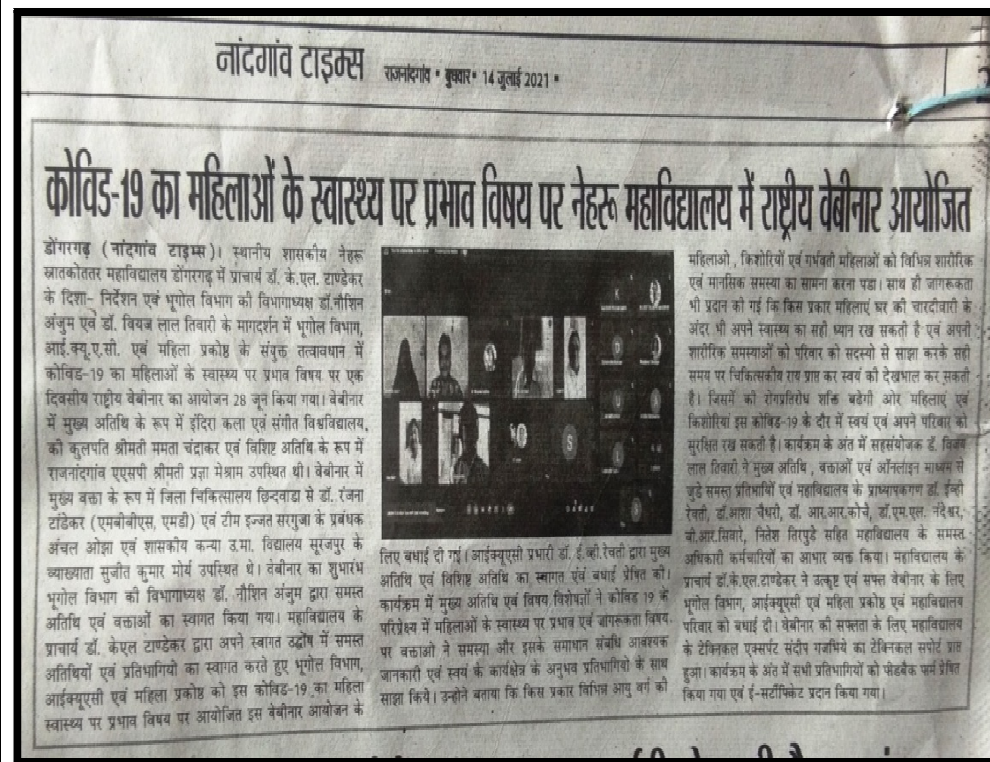 नांदगांव टाइम्स राजनांदगांव • बुधवार • 14 जुलाई 2021 •
कोविड-19 का महिलाओं के स्वास्थ्य पर प्रभाव विषय पर नेहरू महाविद्यालय में राष्ट्रीय वेबीनार आयोजित
डोंगरगढ़ (नांदगांव टाइम्स)। स्थानीय शासकीय नेहरू
स्नातकोत्तर महाविद्यालय डोंगरगढ़ में प्राचार्य डॉ. के.एल. टाण्डेकर
के दिशा- निर्देशन एवं भूगोल विभाग की विभागाध्यक्ष डॉ.नौशिन
अंजुम एवं डॉ. वियज लाल तिवारी के मागदर्शन में भूगोल विभाग,
आई.क्यू.ए.सी. एवं महिला प्रकोष्ठ के संयुक्त तत्वावधान में
कोविड-19 का महिलाओं के स्वास्थ्य पर प्रभाव विषय पर एक
दिवसीय राष्ट्रीय वेबीनार का आयोजन 28 जून किया गया। वेबीनार
में मुख्य अतिथि के रूप में इंदिरा कला एवं संगीत विश्वविद्यालय,
की कुलपति श्रीमती ममता चंद्राकर एवं विशिष्ट अतिथि के रूप में
राजनांदगांव एएसपी श्रीमती प्रज्ञा मेश्राम उपस्थित थी। वेबीनार में
मुख्य वक्ता के रूप में जिला चिकित्सालय छिन्दवाडा से डॉ. रंजना
टांडेकर (एमबीबीएस, एमडी) एवं टीम इज्जत सरगुजा के प्रबंधक
अंचल ओझा एवं शासकीय कन्या उ.मा. विद्यालय सूरजपुर के
व्याख्याता सुजीत कुमार मोर्य उपस्थित थे। वेबीनार का शुभारंभ
भूगोल विभाग की विभागाध्यक्ष डॉ. नौशिन अंजुम द्वारा समस्त
अतिथि एवं वक्ताओं का स्वागत किया गया। महाविद्यालय के
प्राचार्य डॉ. केएल टाण्डेकर द्वारा अपने स्वागत उद्बोष में समस्त
अतिथियों एवं प्रतिभागियों का स्वागत करते हुए भूगोल विभाग,
आईक्यूएसी एवं महिला प्रकोष्ठ को इस कोविड-19 का महिला
स्वास्थ्य पर प्रभाव विषय पर आयोजित इस वेबीनार आयोजन के
लिए बधाई दी गई। आईक्यूएसी प्रभारी डॉ. ई.व्ही.रेवती द्वारा मुख्य
अतिथि एवं विशिष्ट अतिथि का स्वागत एवं बधाई प्रेषित की।
कार्यक्रम में मुख्य अतिथि एवं विषय विशेषज्ञों ने कोविड 19 के
परिप्रेक्ष्य में महिलाओं के स्वास्थ्य पर प्रभाव एवं जागरूकता विषय
पर वक्ताओ ने समस्या और इसके समाधान संबधि आवश्यक
जानकारी एवं स्वयं के कार्यक्षेत्र के अनुभव प्रतिभागियों के साथ
साझा किये। उन्होने बताया कि किस प्रकार विभिन्न आयु वर्ग की
महिलाओ, किशोरियों एवं गर्भवती महिलाओं को विभिन्न शारीरिक
एवं मानसिक समस्या का सामना करना पडा। साथ ही जागरूकता
भी प्रदान की गई कि किस प्रकार महिलाएं घर की चारदीवारी के
अंदर भी अपने स्वास्थ्य का सही ध्यान रख सकती है एवं अपनी
शारीरिक समस्याओं को परिवार को सदस्यो से साझा करके सही
समय पर चिकित्सकीय राय प्राप्त कर स्वयं की देखभाल कर सकती
है। जिसमें की रोगप्रतिरोध शक्ति बढेगी ओर महिलाएं एवं
किशोरियां इस कोविड-19 के दौर में स्वयं एवं अपने परिवार को
सुरक्षित रख सकती है। कार्यक्रम के अंत में सहसंयोजक डॅ. विजय
लाल तिवारी ने मुख्य अतिथि, वक्ताओं एवं ऑनलाइन माध्यम से
जुडे समस्त प्रतिभागियों एवं महाविद्यालय के प्राध्यापकगण डॉ. ईव्ही
रेवती, डॉ.आशा चैधरी, डॉ. आर.आर.कोचे, डॉ.एम.एल. नंदेश्वर,
बी.आर.सिवारे, नितेश तिरपुडे सहित महाविद्यालय के समस्त
अधिकारी कर्मचारियों का आभार व्यक्त किया। महाविद्यालय के
प्राचार्य डॉ.के.एल.टाण्डेकर ने उत्कृष्ट एवं सफ्त वेबीनार के लिए
भूगोल विभाग, आईक्यूएसी एवं महिला प्रकोष्ठ एवं महाविद्यालय
परिवार को बधाई दी। वेबीनार की सफ्लता के लिए महाविद्यालय
के टेक्निकल एक्सपर्ट संदीप गजभिये का टेक्निकल सपोर्ट प्राप्त
हुआ। कार्यक्रम के अंत में सभी प्रतिभागियों को फीडबैक फर्म प्रेषित
किया गया एवं ई-सर्टीफिकेट प्रदान किया गया।